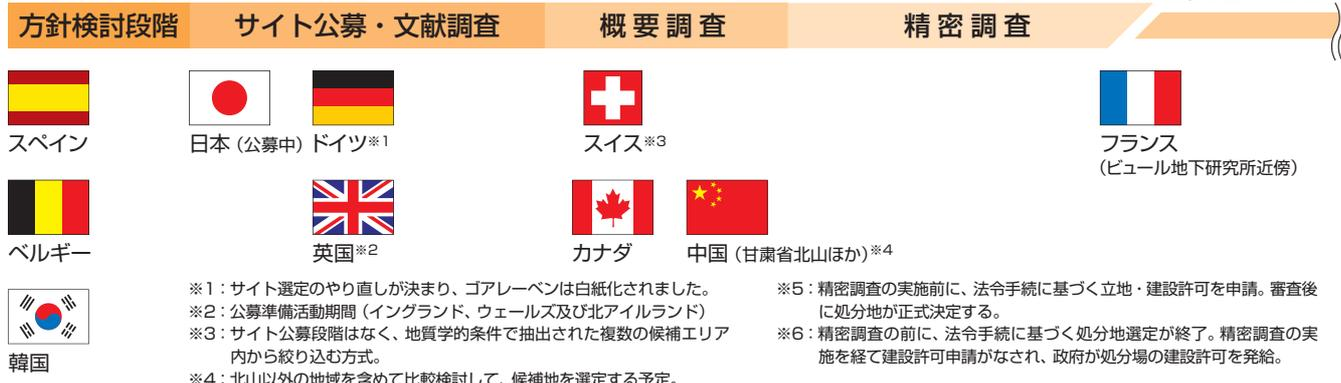 方針検討段階 サイト公募・文献調査 概要調査 精密調査
スペイン 日本（公募中） ドイツ※1 スイス※3 フランス
（ビュール地下研究所近傍）
ベルギー 英国※2 カナダ 中国（甘粛省北山ほか）※4
韓国
※1：サイト選定のやり直しが決まり、ゴアレーベンは白紙化されました。
※2：公募準備活動期間（イングランド、ウェールズ及び北アイルランド）
※3：サイト公募段階はなく、地質学的条件で抽出された複数の候補エリア
内から絞り込む方式。
※4：北山以外の地域を含めて比較検討して、候補地を選定する予定。
※5：精密調査の実施前に、法令手続に基づく立地・建設許可を申請。審査後
に処分地が正式決定する。
※6：精密調査の前に、法令手続に基づく処分地選定が終了。精密調査の実
施を経て建設許可申請がなされ、政府が処分場の建設許可を発給。